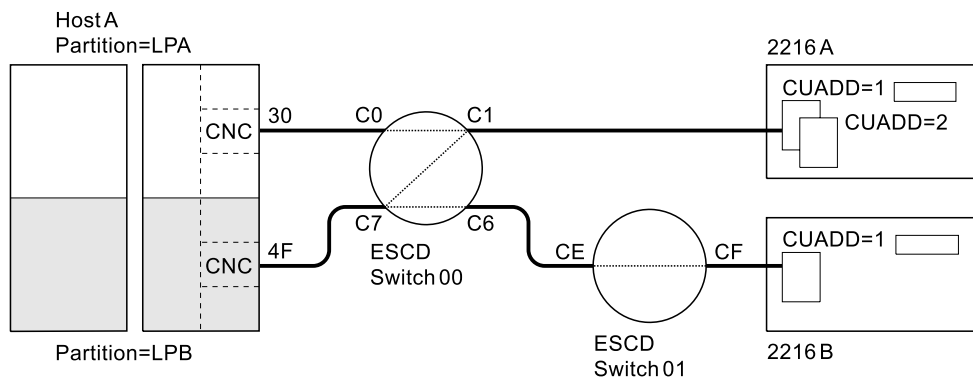 Host A
Partition=LPA
2216 A
CUADD=1
CUADD=2
CNC
30
C0
C1
C7
C6
ESCD
Switch 00
CNC
4F
CE
CF
CUADD=1
ESCD
Switch 01
Partition=LPB
2216 B